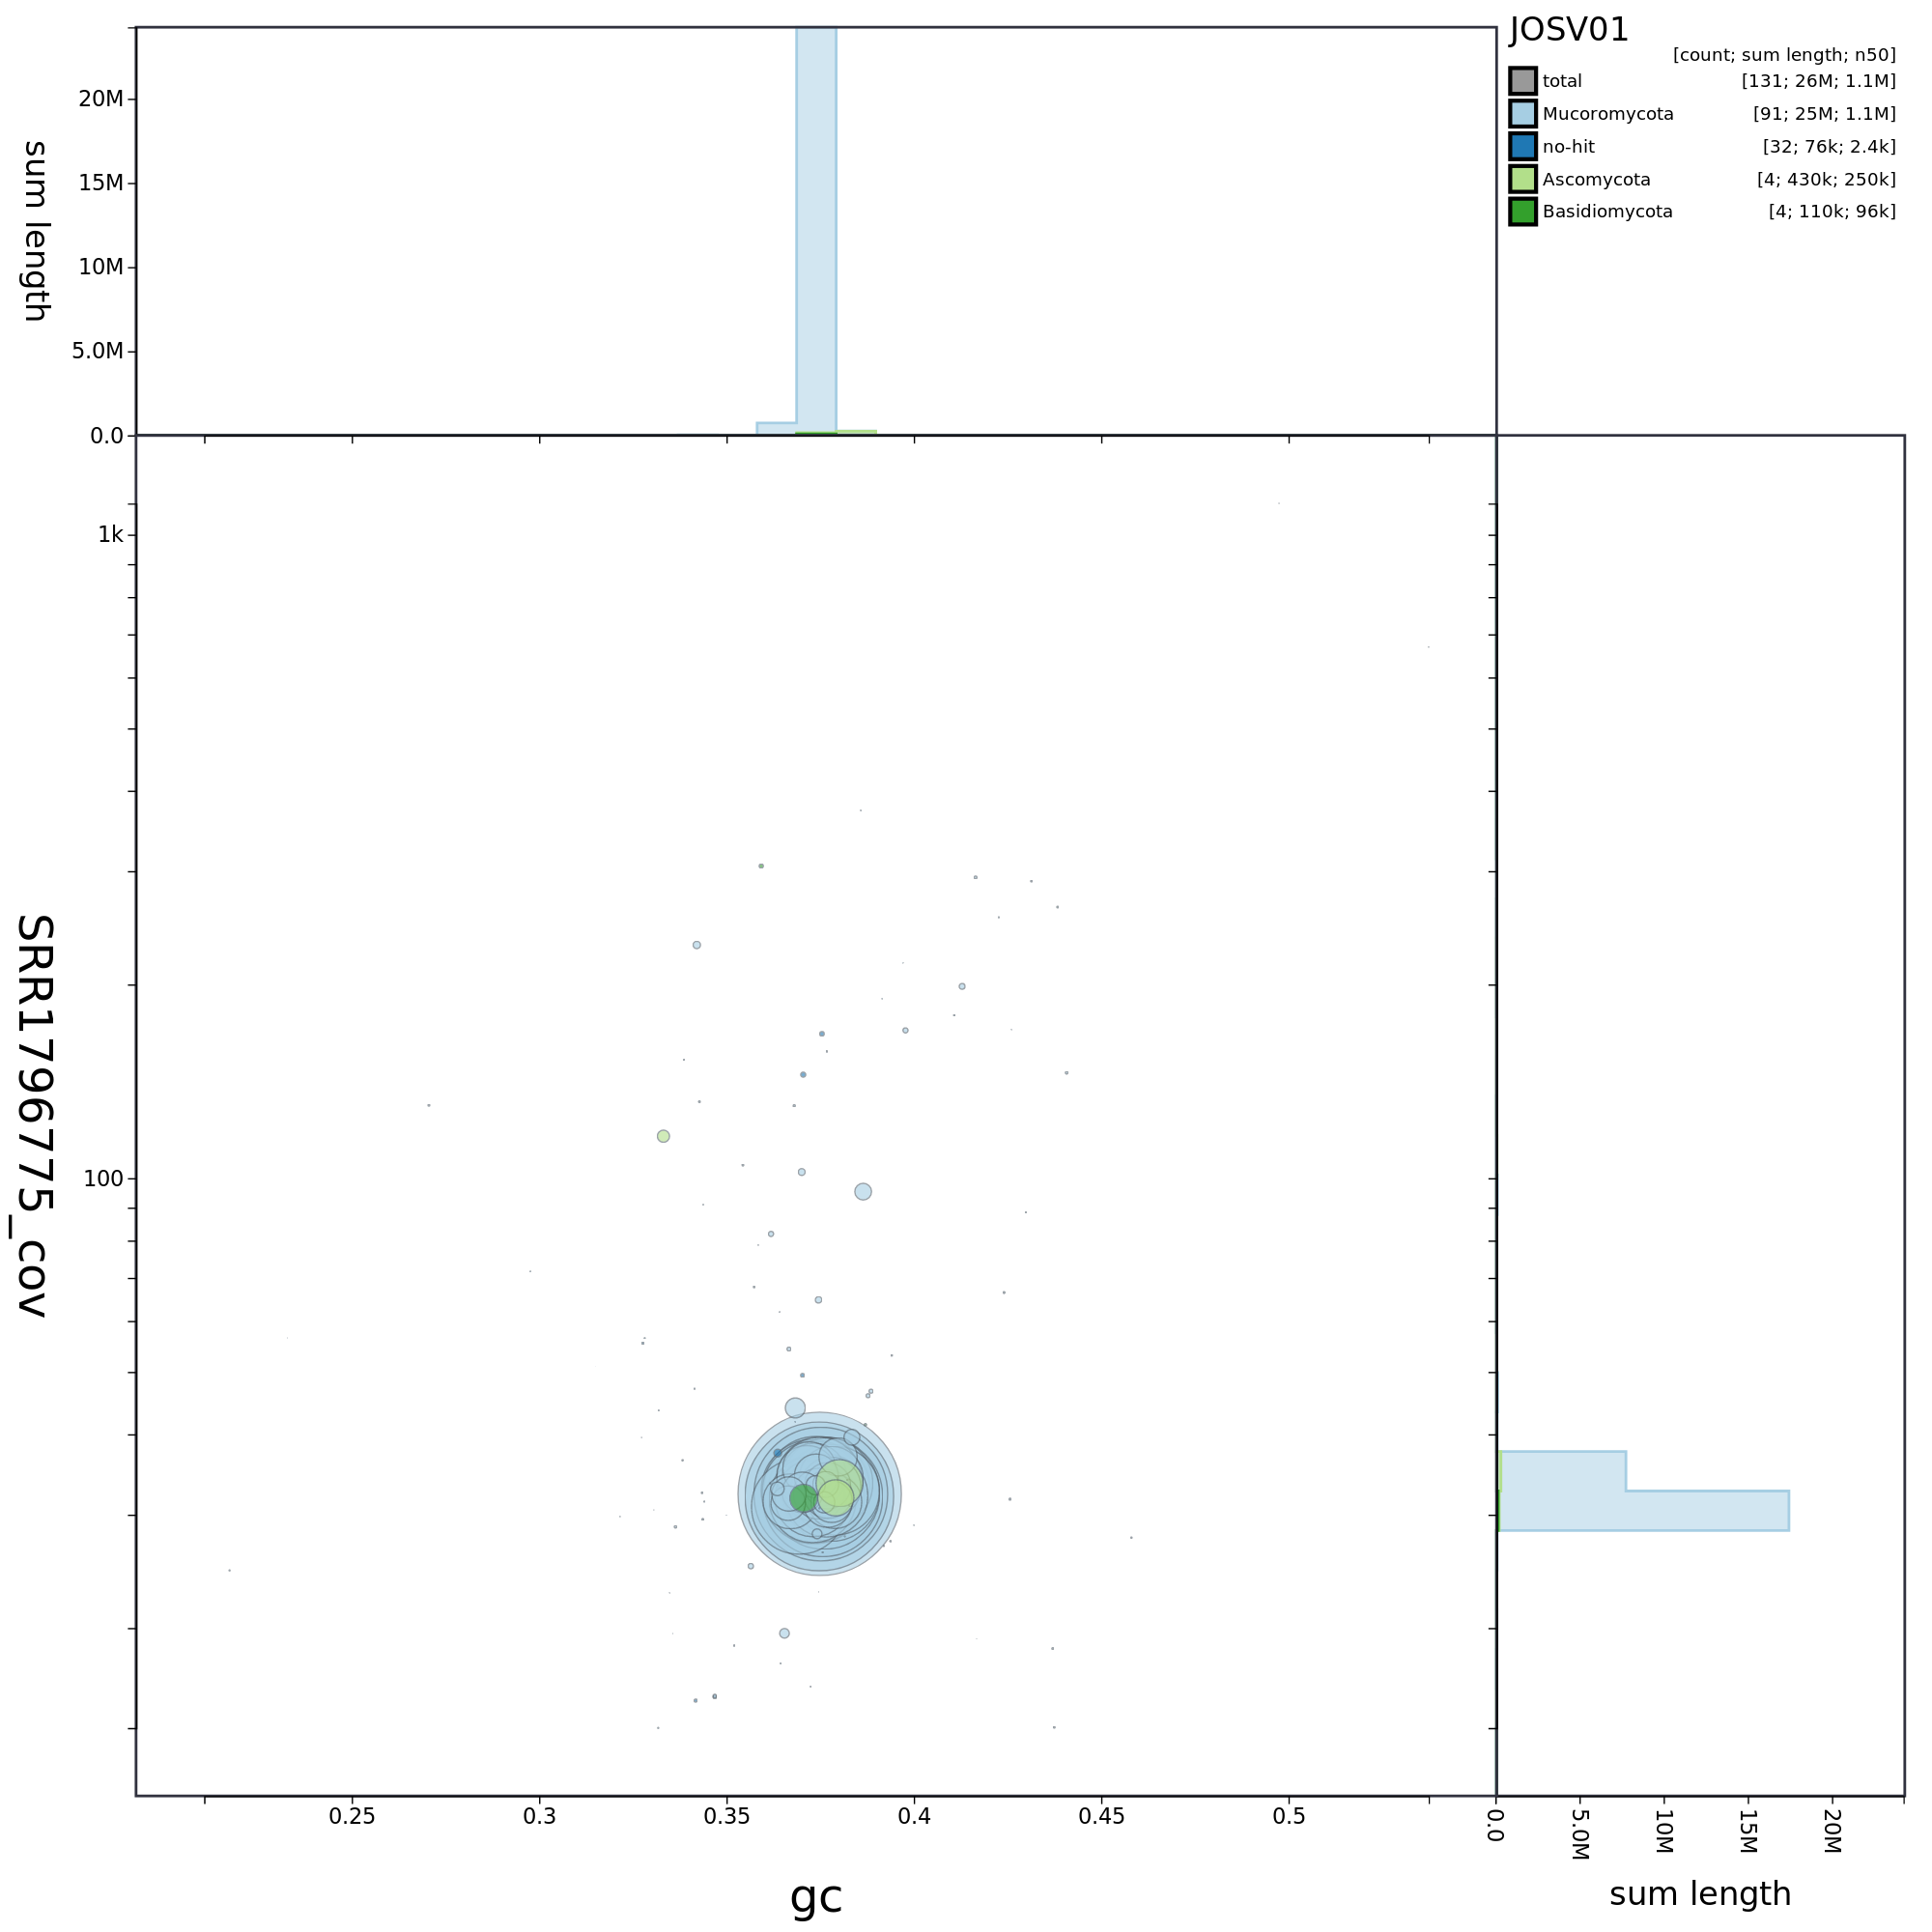 JOSV01
[count; sum length; n50]
total [131; 26M; 1.1M]
Mucoromycota [91; 25M; 1.1M]
no-hit [32; 76k; 2.4k]
Ascomycota [4; 430k; 250k]
Basidiomycota [4; 110k; 96k]
sum length
20M
15M
10M
5.0M
0.0
SRR1796775_cov
1k
100
0.25 0.3 0.35 0.4 0.45 0.5
gc
0.0 5.0M 10M 15M 20M
sum length